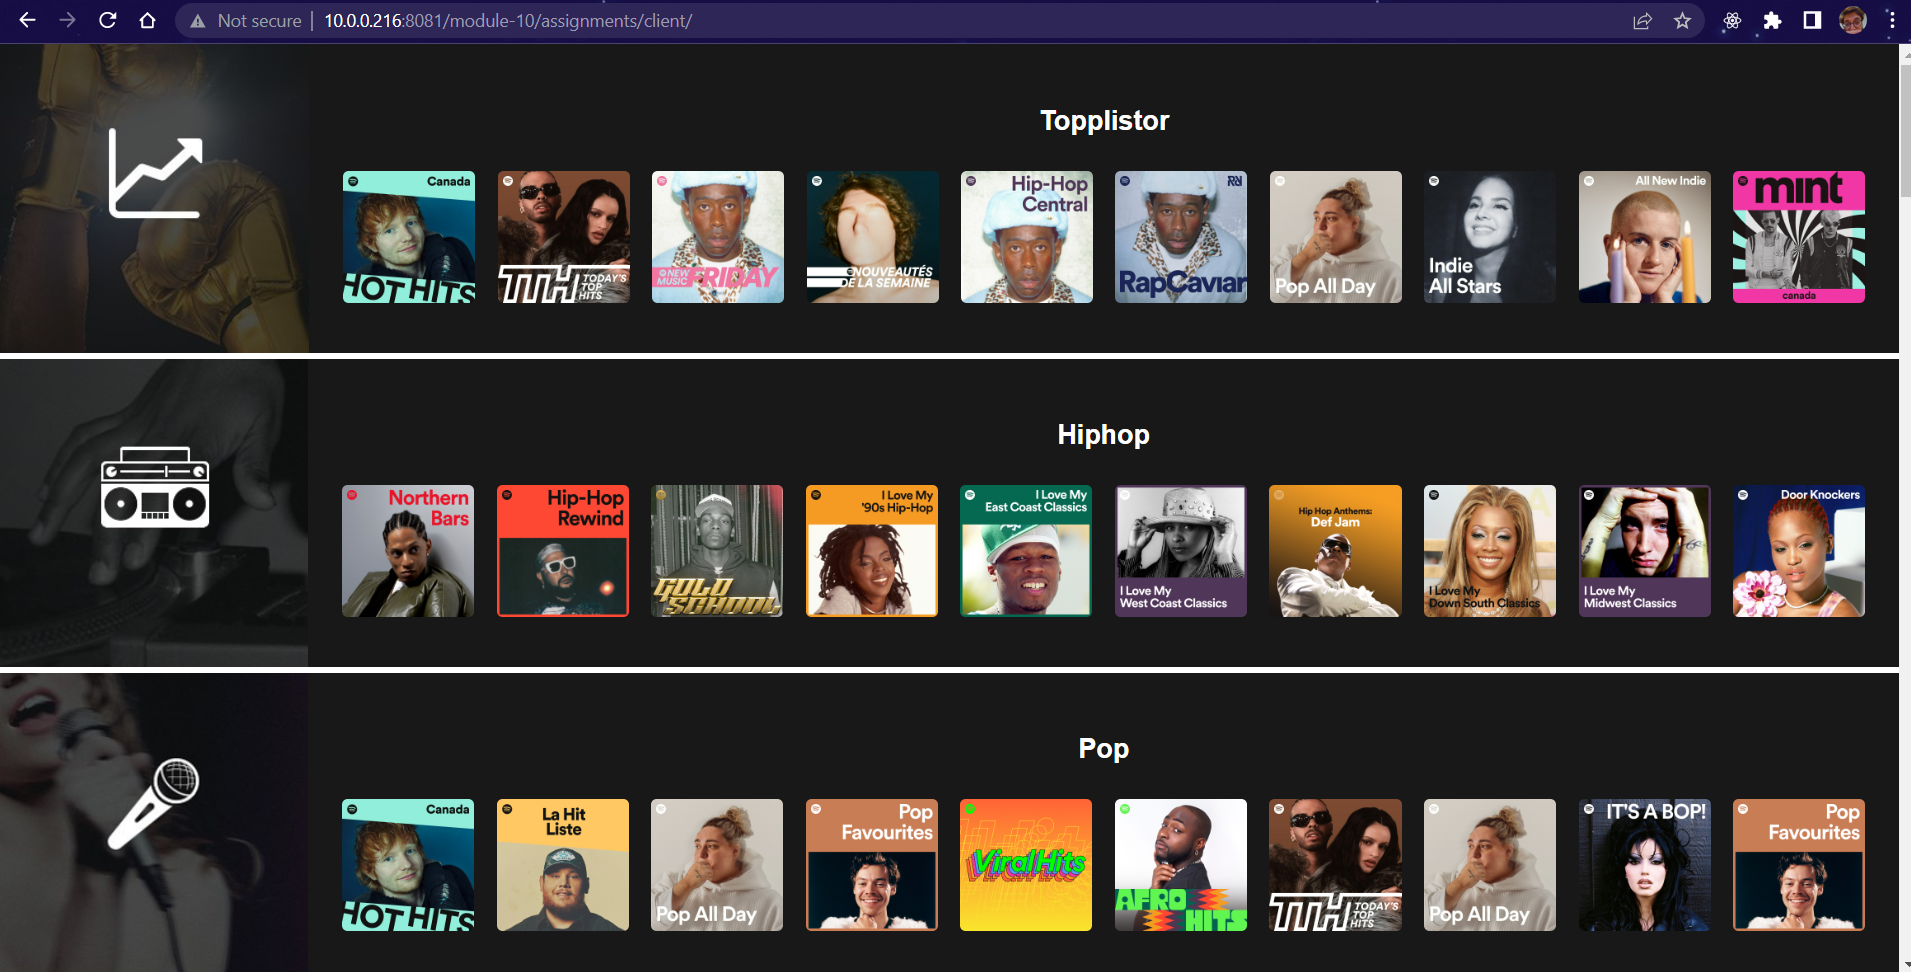 Not secure
10.0.0.216:8081/module-10/assignments/client/
Topplistor
Canada
HOT HITS
TTH TODAY'S
TOP
HITS
NEW
MUSIC FRIDAY
NOUVEAUTÉS
DE LA SEMAINE
Hip-Hop
Central
RapCaviar
Pop All Day
Indie
All Stars
All New Indie
mint
canada
Hiphop
Northern
Bars
Hip-Hop
Rewind
GOLD
SCHOOL
I Love My
'90s Hip-Hop
I Love My
East Coast Classics
I Love My
West Coast Classics
Hip Hop Anthems:
Def Jam
I Love My
Down South Classics
I Love My
Midwest Classics
Door Knockers
Pop
Canada
HOT HITS
La Hit
Liste
Pop All Day
Pop
Favourites
Viral Hits
AFRO
HITS
TTH TODAY'S
TOP
HITS
Pop All Day
IT'S A BOP!
Pop
Favourites